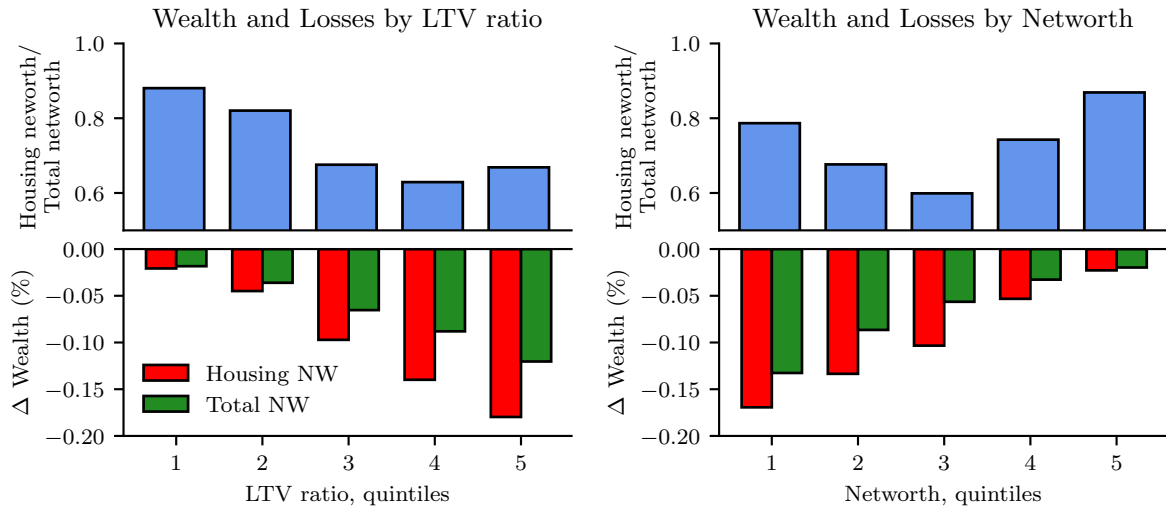 Wealth and Losses by LTV ratio
Housing neworth/
Total networth
1.0
0.8
0.6
Δ Wealth (%)
0.00
−0.05
−0.10
−0.15
−0.20
Housing NW
Total NW
1 2 3 4 5
LTV ratio, quintiles
Wealth and Losses by Networth
Housing neworth/
Total networth
1.0
0.8
0.6
Δ Wealth (%)
0.00
−0.05
−0.10
−0.15
−0.20
1 2 3 4 5
Networth, quintiles